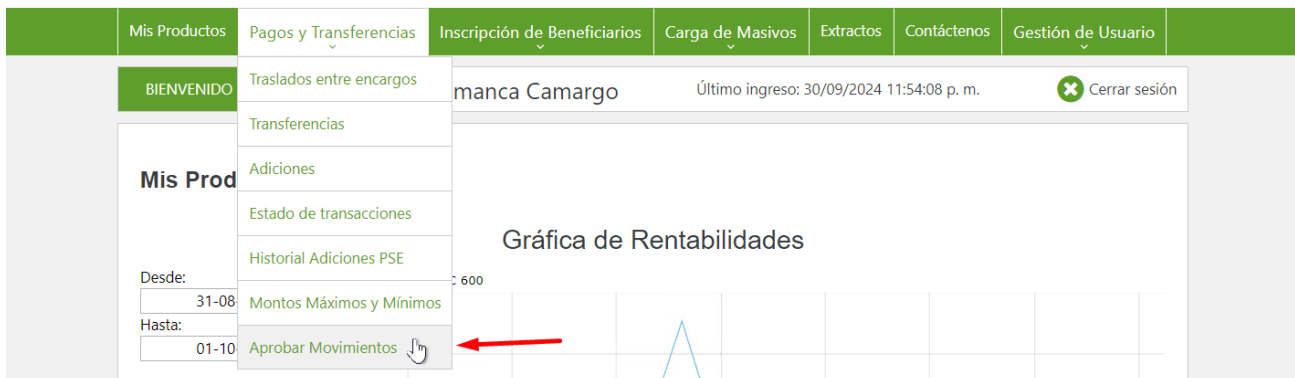 Mis Productos Pagos y Transferencias Inscripción de Beneficiarios Carga de Masivos Extractos Contáctenos Gestión de Usuario
BIENVENIDO manca Camargo Último ingreso: 30/09/2024 11:54:08 p. m. Cerrar sesión
Traslados entre encargos
Transferencias
Adiciones
Estado de transacciones
Historial Adiciones PSE
Montos Máximos y Mínimos
Aprobar Movimientos
Mis Prod
Gráfica de Rentabilidades
600
Desde:
31-08-
Hasta:
01-10-